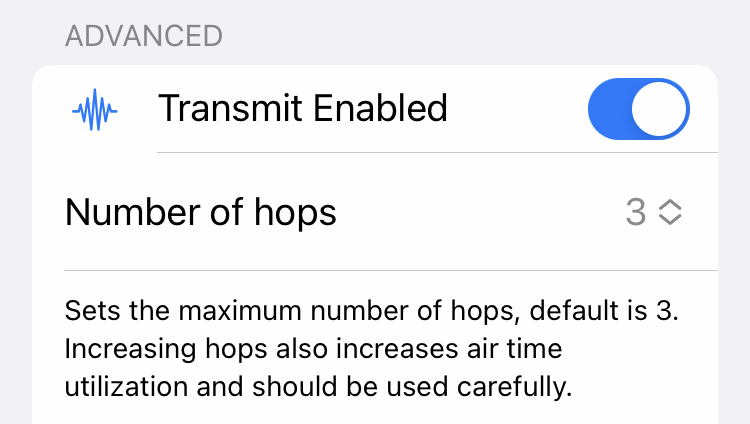 ADVANCED
Transmit Enabled
Number of hops 3
Sets the maximum number of hops, default is 3.
Increasing hops also increases air time
utilization and should be used carefully.